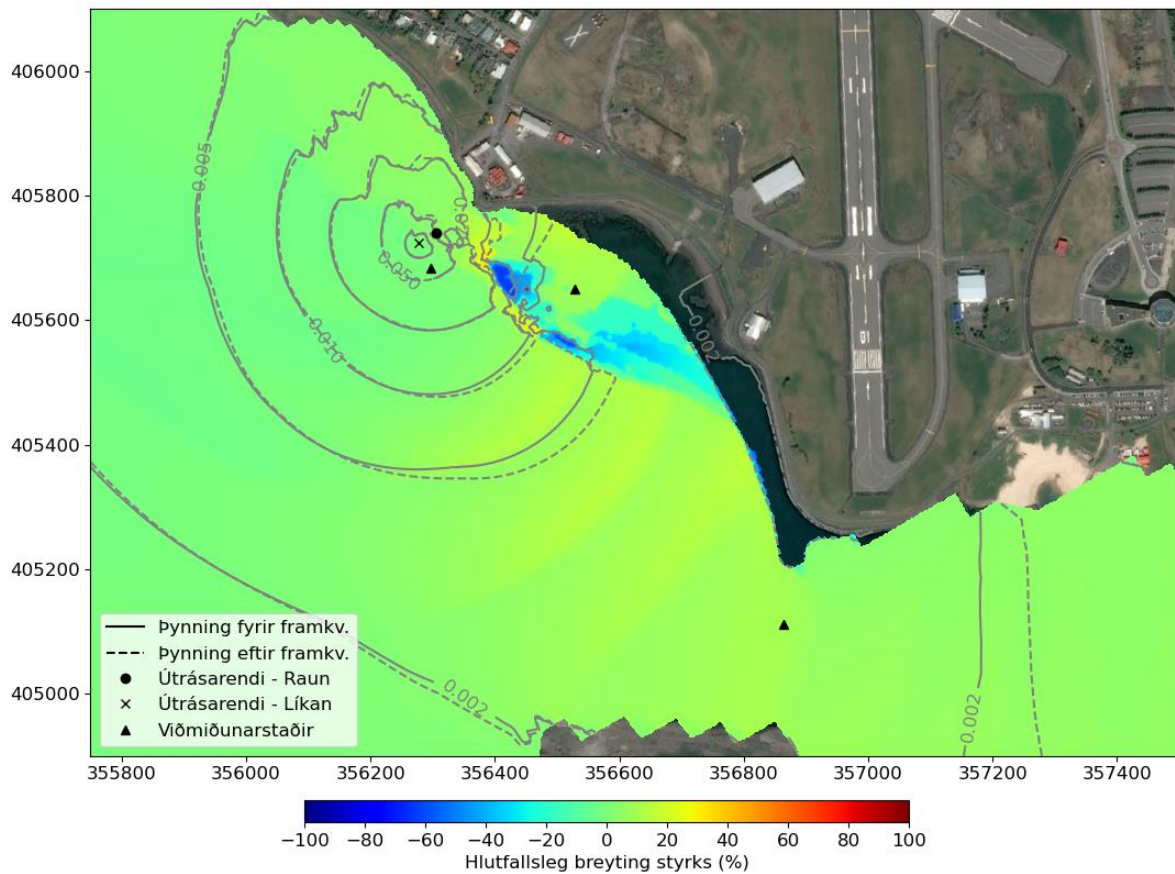 406000
405800
405600
405400
405200
405000
0.005
0.010
0.050
0.002
0.002
0.002
01
Þynning fyrir framkv.
Þynning eftir framkv.
Útrásarendi - Raun
Útrásarendi - Líkan
Viðmiðunarstaðir
355800 356000 356200 356400 356600 356800 357000 357200 357400
−100 −80 −60 −40 −20 0 20 40 60 80 100
Hlutfallsleg breyting styrks (%)